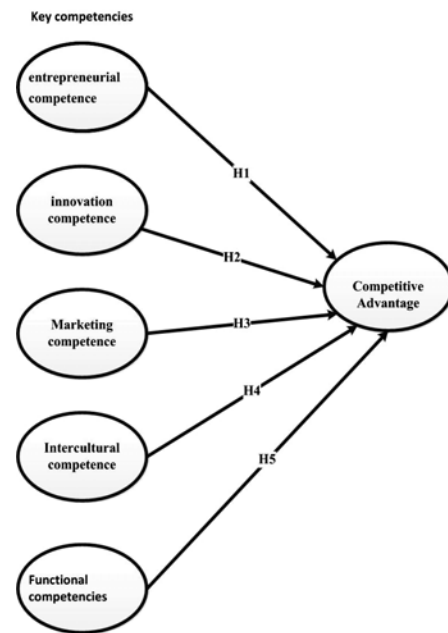 Key competencies
entrepreneurial
competence
H1
innovation
competence
H2
Competitive
Advantage
Marketing
competence
H3
Intercultural
competence
H4
H5
Functional
competencies